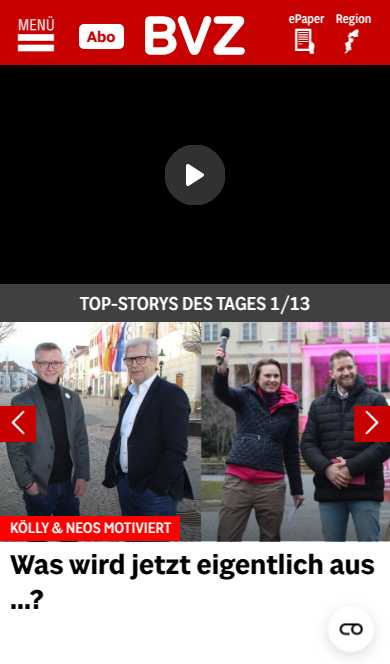 MENÜ
Abo
BVZ
ePaper
Region
TOP-STORYS DES TAGES 1/13
KÖLLY & NEOS MOTIVIERT
Was wird jetzt eigentlich aus
...?